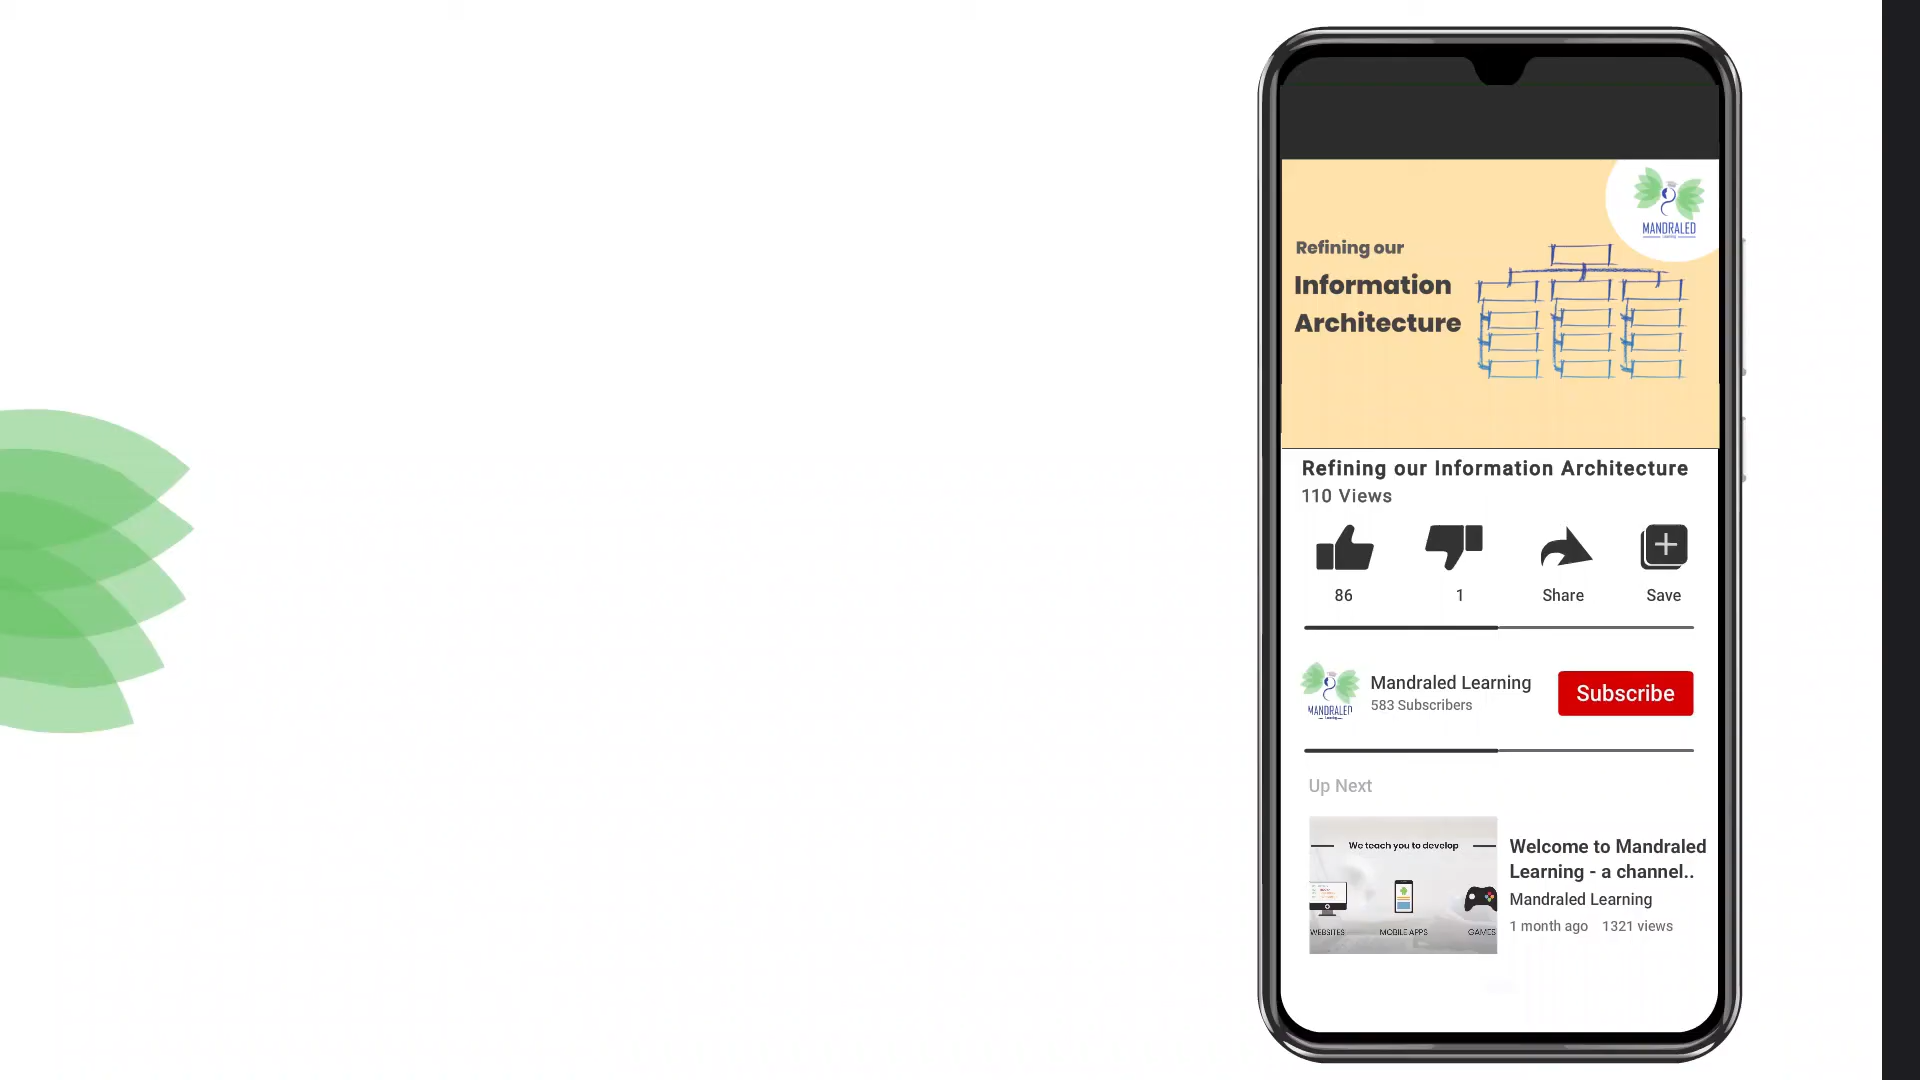 MANDRALED
Learning
Refining our
Information
Architecture
Refining our Information Architecture
110 Views
86
1
Share
Save
MANDRALED
Learning
Mandraled Learning
583 Subscribers
Subscribe
Up Next
We teach you to develop
WEBSITES
MOBILE APPS
GAMES
Welcome to Mandraled
Learning - a channel..
Mandraled Learning
1 month ago 1321 views